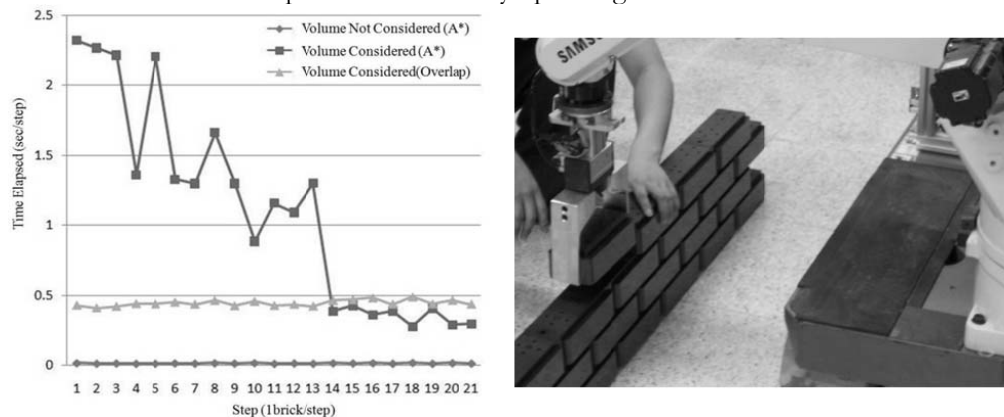 2.5
2
1.5
1
0.5
0
Time Elapsed (sec/step)
Volume Not Considered (A*)
Volume Considered (A*)
Volume Considered(Overlap)
1 2 3 4 5 6 7 8 9 10 11 12 13 14 15 16 17 18 19 20 21
Step (1brick/step)
SAMS